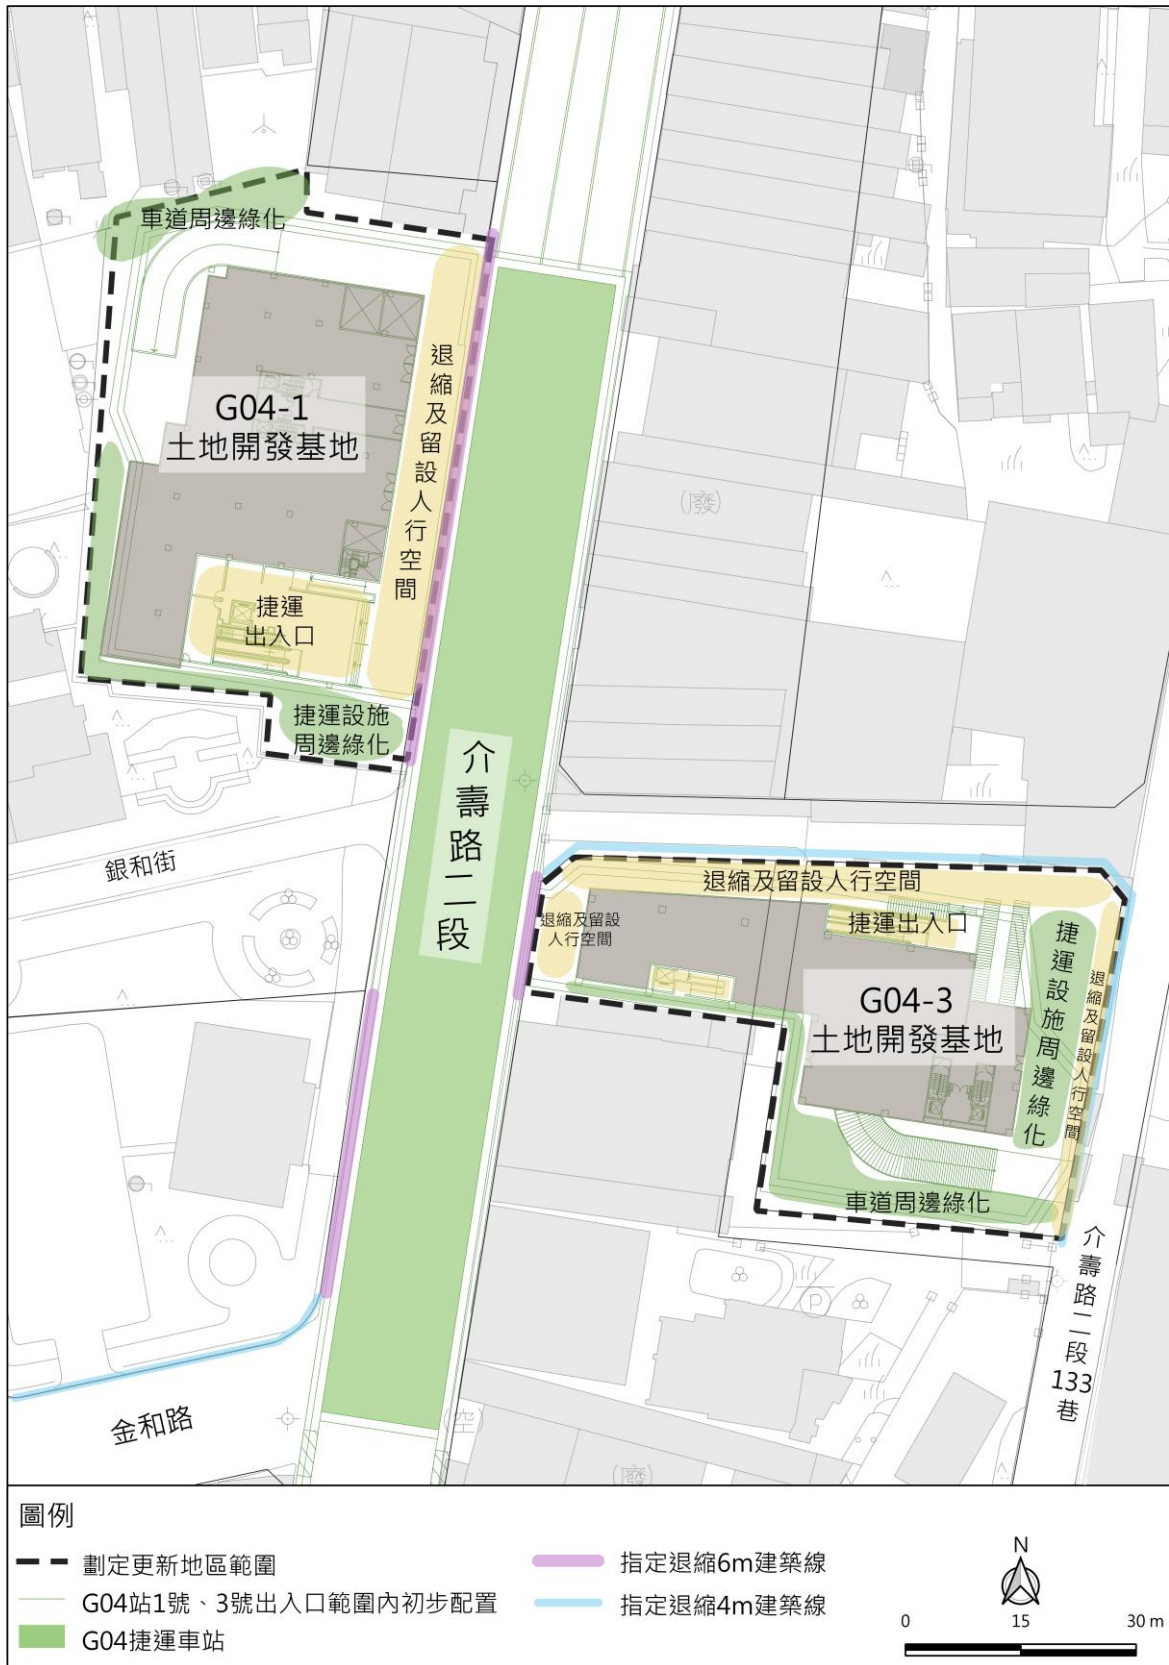 車道周邊綠化
G04-1
土地開發基地
退縮及留設人行空間
捷運
出入口
捷運設施
周邊綠化
(廢)
介壽路二段
銀和街
退縮及留設人行空間
退縮及留設
人行空間
捷運出入口
G04-3
土地開發基地
捷運設施周邊綠化
退縮及留設人行空間
車道周邊綠化
介壽路二段133巷
P
金和路
(空)
(廢)
圖例
劃定更新地區範圍
G04站1號、3號出入口範圍內初步配置
G04捷運車站
指定退縮6m建築線
指定退縮4m建築線
N
0 15 30 m